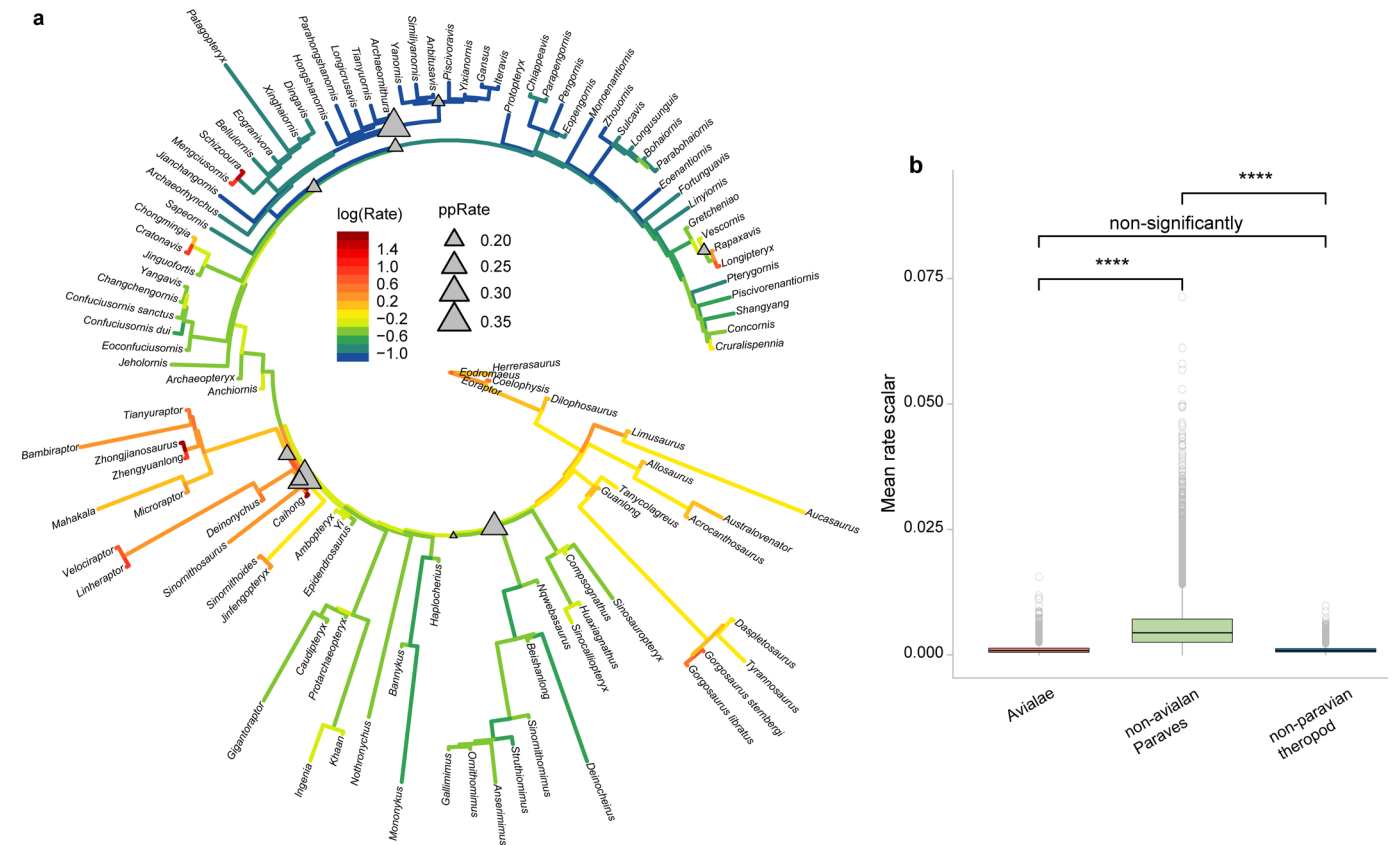 a
Patagopteryx
Dingavis
Xinghaiornis
Eogranivora
Bellulornis
Schizooura
Mengciusornis
Jianchangornis
Archaeorhynchus
Sapeornis
Chongmingia
Cratonavis
Jinguofortis
Yangavis
Changchengornis
Confuciusornis sanctus
Confuciusornis dui
Eoconfuciusornis
Jeholornis
Archaeopteryx
Anchiornis
Hongshanornis
Parahongshanornis
Longicrusavis
Tianyuornis
Archaeornithura
Yanornis
Similiyanornis
Anbitusavis
Piscivoravis
Yixianornis
Gansus
Iteravis
Protopteryx
Chiappeavis
Parapengornis
Pengornis
Eopengornis
Monoenantiornis
Zhouornis
Sulcavis
Longusunguis
Bohaiornis
Parabohaiornis
Eoenantiornis
Fortunguavis
Linyiornis
Gretcheniao
Vescornis
Rapaxavis
Longipteryx
Pterygornis
Piscivorenantiornis
Shangyang
Concornis
Cruralispennia
log(Rate)
1.4
1.0
0.6
0.2
−0.2
−0.6
−1.0
ppRate
0.20
0.25
0.30
0.35
Herrerasaurus
Eodromaeus
Coelophysis
Eoraptor
Dilophosaurus
Limusaurus
Aucasaurus
Allosaurus
Australovenator
Acrocanthosaurus
Tanycolagreus
Guanlong
Daspletosaurus
Tyrannosaurus
Gorgosaurus sternbergi
Gorgosaurus libratus
Sinosauropteryx
Compsognathus
Huaxiagnathus
Sinocalliopteryx
Nqwebasaurus
Beishanlong
Deinocheirus
Sinornithomimus
Struthiomimus
Anserimimus
Ornithomimus
Gallimimus
Haplocherius
Bannykus
Mononykus
Nothronychus
Khaan
Ingenia
Protarchaeopteryx
Caudipteryx
Gigantoraptor
Epidendrosaurus
Yi
Ambopteryx
Jinfengopteryx
Sinornithoides
Caihong
Sinornithosaurus
Deinonychus
Linheraptor
Velociraptor
Microraptor
Mahakala
Zhengyuanlong
Zhongjianosaurus
Bambiraptor
Tianyuraptor
b
****
non-significantly
****
Mean rate scalar
0.075
0.050
0.025
0.000
Avialae
non-avialan
Paraves
non-paravian
theropod